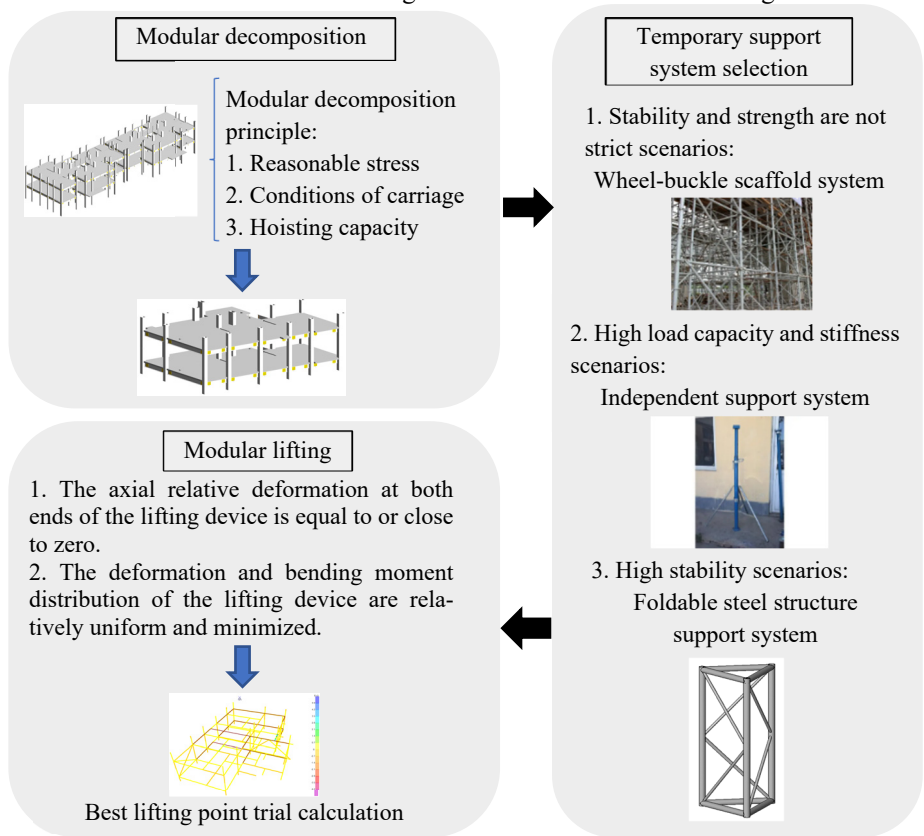 Modular decomposition
Modular decomposition
principle:
1. Reasonable stress
2. Conditions of carriage
3. Hoisting capacity
Temporary support
system selection
1. Stability and strength are not
strict scenarios:
Wheel-buckle scaffold system
2. High load capacity and stiffness
scenarios:
Independent support system
3. High stability scenarios:
Foldable steel structure
support system
Modular lifting
1. The axial relative deformation at both
ends of the lifting device is equal to or close
to zero.
2. The deformation and bending moment
distribution of the lifting device are rela-
tively uniform and minimized.
Best lifting point trial calculation